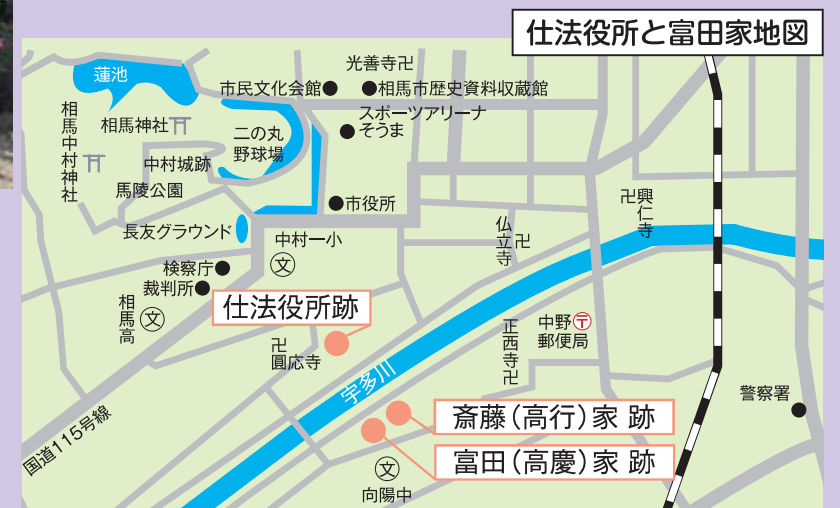 仕法役所と富田家地図
光善寺卍
蓮池
市民文化会館
相馬市歴史資料収蔵館
相馬中村神社
相馬神社
スポーツアリーナ
そうま
二の丸
野球場
中村城跡
馬陵公園
市役所
卍興仁寺
長友グラウンド
仏立寺卍
中村一小
文
検察庁
裁判所
相馬高
文
仕法役所跡
正西寺卍
中野〒
郵便局
卍
圓応寺
宇多川
警察署
斎藤(高行)家 跡
国道115号線
富田(高慶)家 跡
文
向陽中